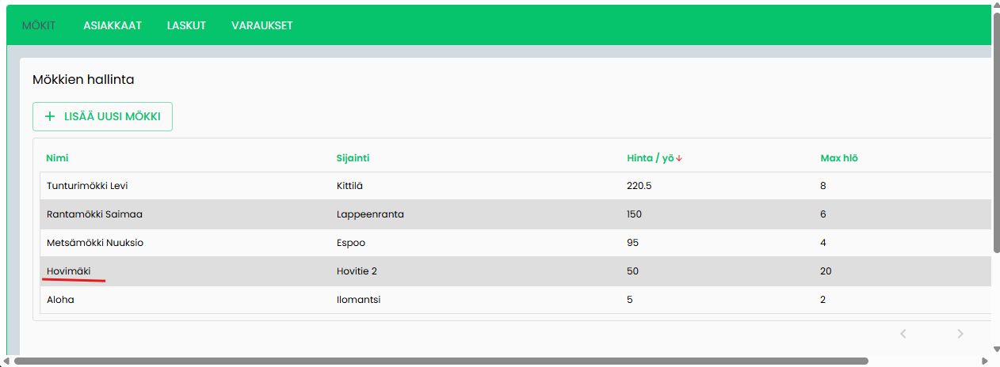 MÖKIT ASIAKKAAT LASKUT VARAUKSET
Mökkien hallinta
+ LISÄÄ UUSI MÖKKI
Nimi Sijainti Hinta / yö↓ Max hlö
Tunturimökki Levi Kittilä 220.5 8
Rantamökki Saimaa Lappeenranta 150 6
Metsämökki Nuuksio Espoo 95 4
Hovimäki Hovitie 2 50 20
Aloha Ilomantsi 5 2